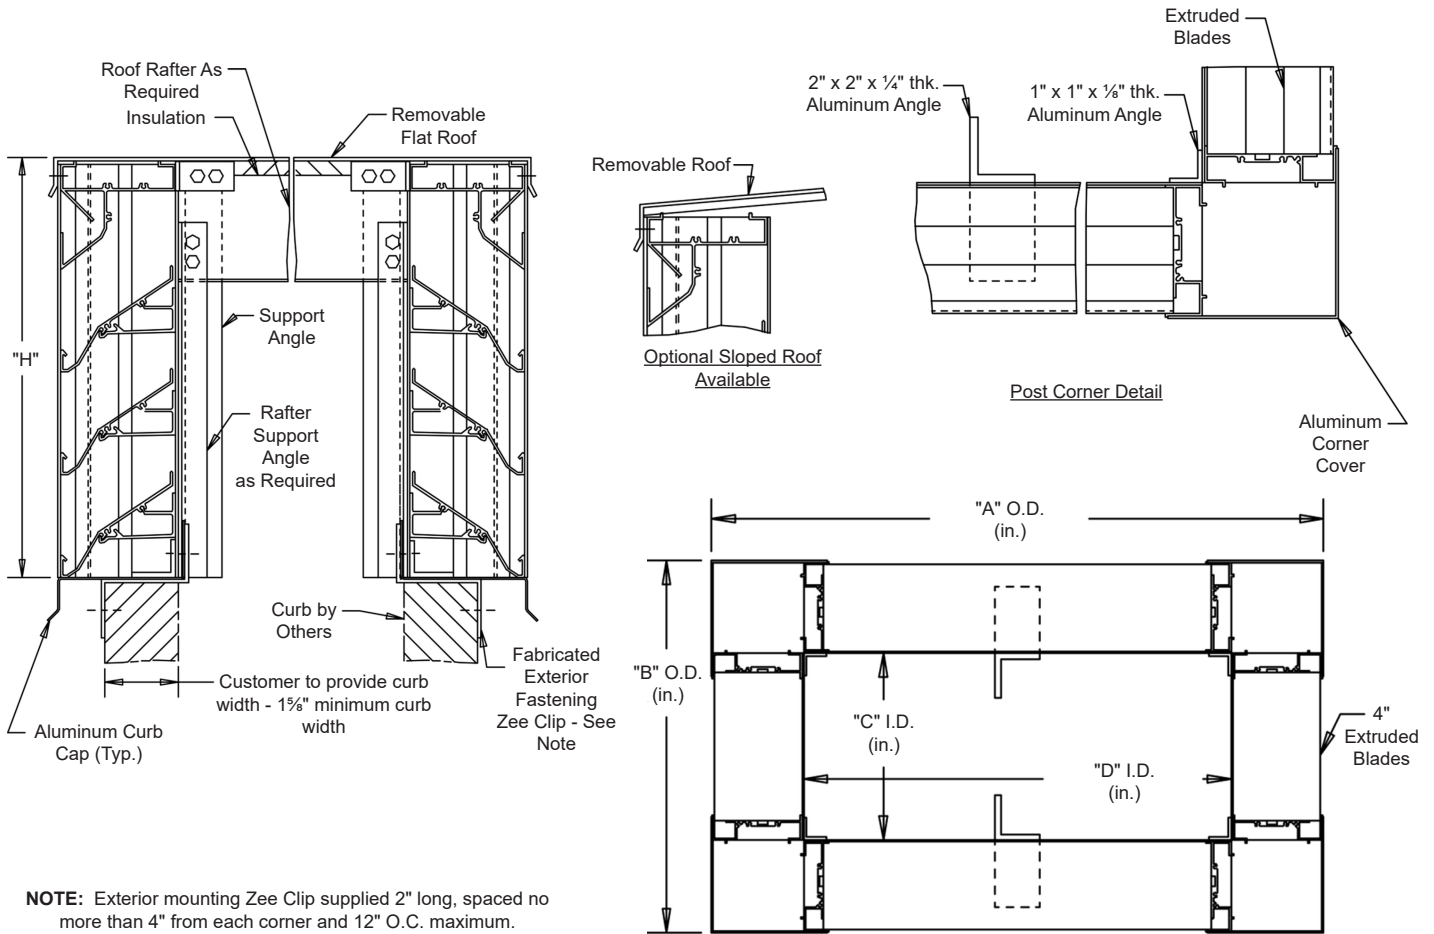 Roof Rafter As
Required
Insulation
Removable
Flat Roof
"H"
Support
Angle
Rafter
Support
Angle
as Required
Curb by
Others
Customer to provide curb
width - 1⅝" minimum curb
width
Aluminum Curb
Cap (Typ.)
Fabricated
Exterior
Fastening
Zee Clip - See
Note
Removable Roof
Optional Sloped Roof
Available
Extruded
Blades
2" x 2" x ¼" thk.
Aluminum Angle
1" x 1" x ⅛" thk.
Aluminum Angle
Post Corner Detail
Aluminum
Corner
Cover
"A" O.D.
(in.)
"B" O.D.
(in.)
"C" I.D.
(in.)
"D" I.D.
(in.)
4"
Extruded
Blades
NOTE: Exterior mounting Zee Clip supplied 2" long, spaced no
more than 4" from each corner and 12" O.C. maximum.